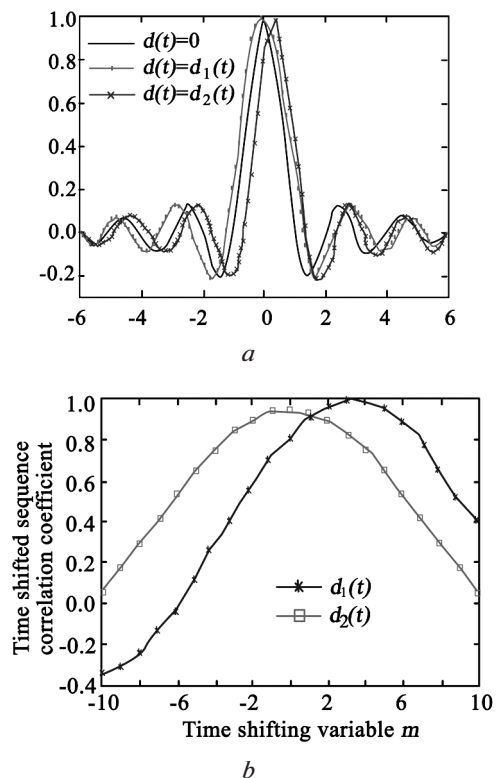 1.0
0.8
0.6
0.4
0.2
0.0
-0.2
d(t)=0
d(t)=d₁(t)
d(t)=d₂(t)
-6 -4 -2 0 2 4 6
a
Time shifted sequence
correlation coefficient
1.0
0.8
0.6
0.4
0.2
0.0
-0.2
-0.4
d₁(t)
d₂(t)
-10 -6 -2 2 6 10
Time shifting variable m
b